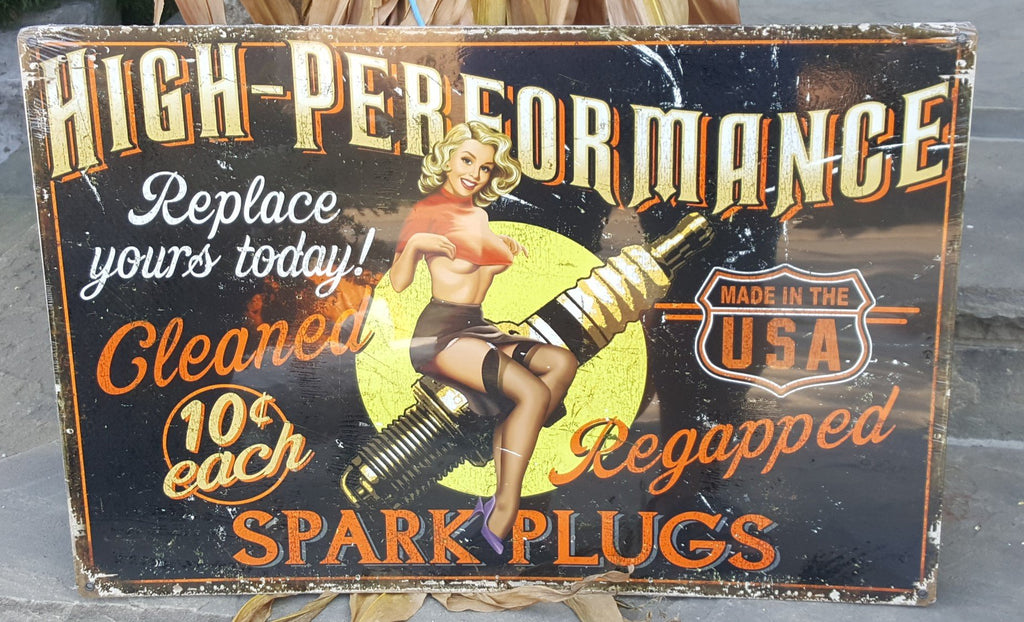 HIGH-PERFORMANCE
Replace
yours today!
MADE IN THE
USA
Cleaned
10¢
each
Regapped
SPARK PLUGS